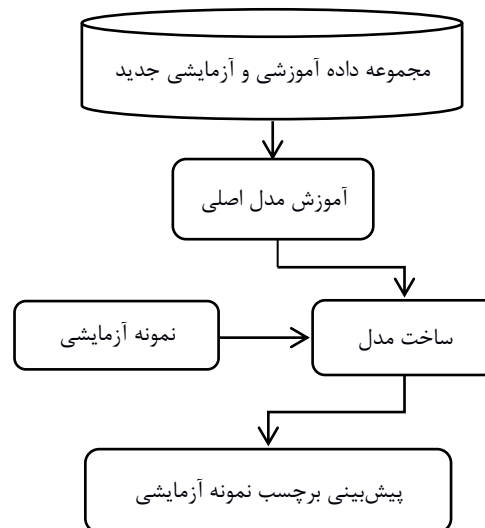 مجموعه داده آموزشی و آزمایشی جدید
آموزش مدل اصلی
نمونه آزمایشی
ساخت مدل
پیش‌بینی برچسب نمونه آزمایشی